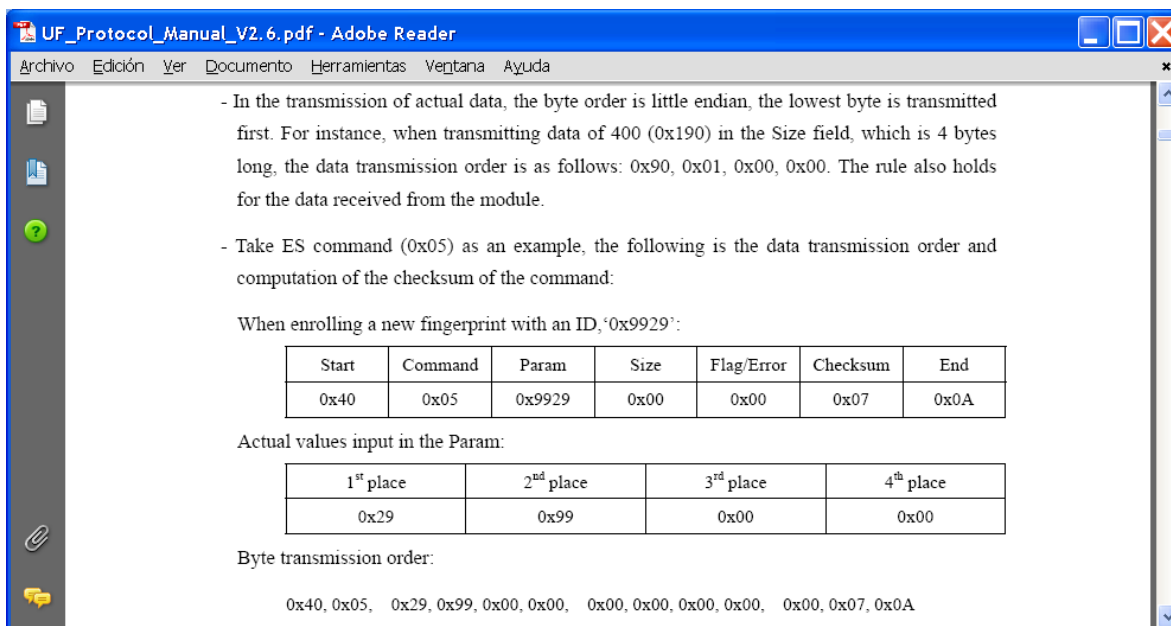 UF_Protocol_Manual_V2.6.pdf - Adobe Reader
Archivo Edición Ver Documento Herramientas Ventana Ayuda
- In the transmission of actual data, the byte order is little endian, the lowest byte is transmitted
first. For instance, when transmitting data of 400 (0x190) in the Size field, which is 4 bytes
long, the data transmission order is as follows: 0x90, 0x01, 0x00, 0x00. The rule also holds
for the data received from the module.
- Take ES command (0x05) as an example, the following is the data transmission order and
computation of the checksum of the command:
When enrolling a new fingerprint with an ID,‘0x9929’:
Start Command Param Size Flag/Error Checksum End
0x40 0x05 0x9929 0x00 0x00 0x07 0x0A
Actual values input in the Param:
1st place 2nd place 3rd place 4th place
0x29 0x99 0x00 0x00
Byte transmission order:
0x40, 0x05, 0x29, 0x99, 0x00, 0x00, 0x00, 0x00, 0x00, 0x00, 0x00, 0x07, 0x0A